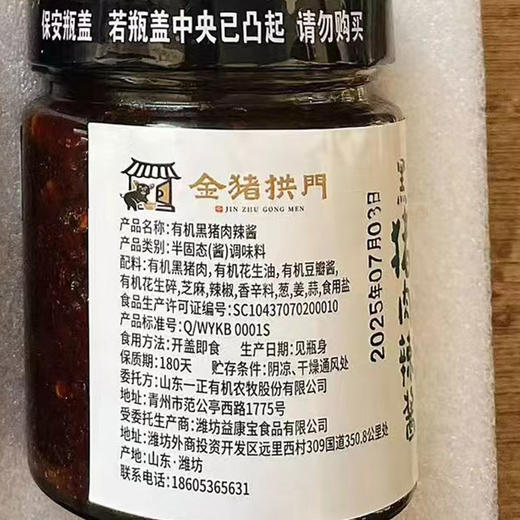 保安瓶盖 若瓶盖中央已凸起 请勿购买
金猪拱門
JIN ZHU GONG MEN
产品名称:有机黑猪肉辣酱
产品类别:半固态(酱)调味料
配料:有机黑猪肉,有机花生油,有机豆瓣酱,
有机花生碎,芝麻,辣椒,香辛料,葱,姜,蒜,食用盐
食品生产许可证编号:SC10437070200010
产品标准号:Q/WYKB 0001S
食用方法:开盖即食 生产日期:见瓶身
保质期:180天 贮存条件:阴凉、干燥通风处
委托方:山东一正有机农牧股份有限公司
地址:青州市范公亭西路1775号
受委托生产商:潍坊益康宝食品有限公司
地址:潍坊外商投资开发区远里西村309国道350.8公里处
产地:山东·潍坊
联系电话:18605365631
2025年07月03日
黑猪肉辣酱